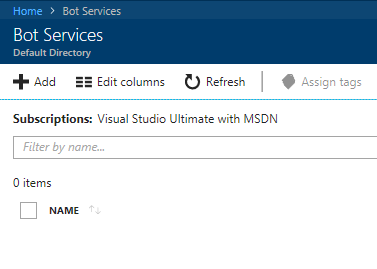 Home > Bot Services
Bot Services
Default Directory
Add Edit columns Refresh Assign tags
Subscriptions: Visual Studio Ultimate with MSDN
Filter by name...
0 items
NAME